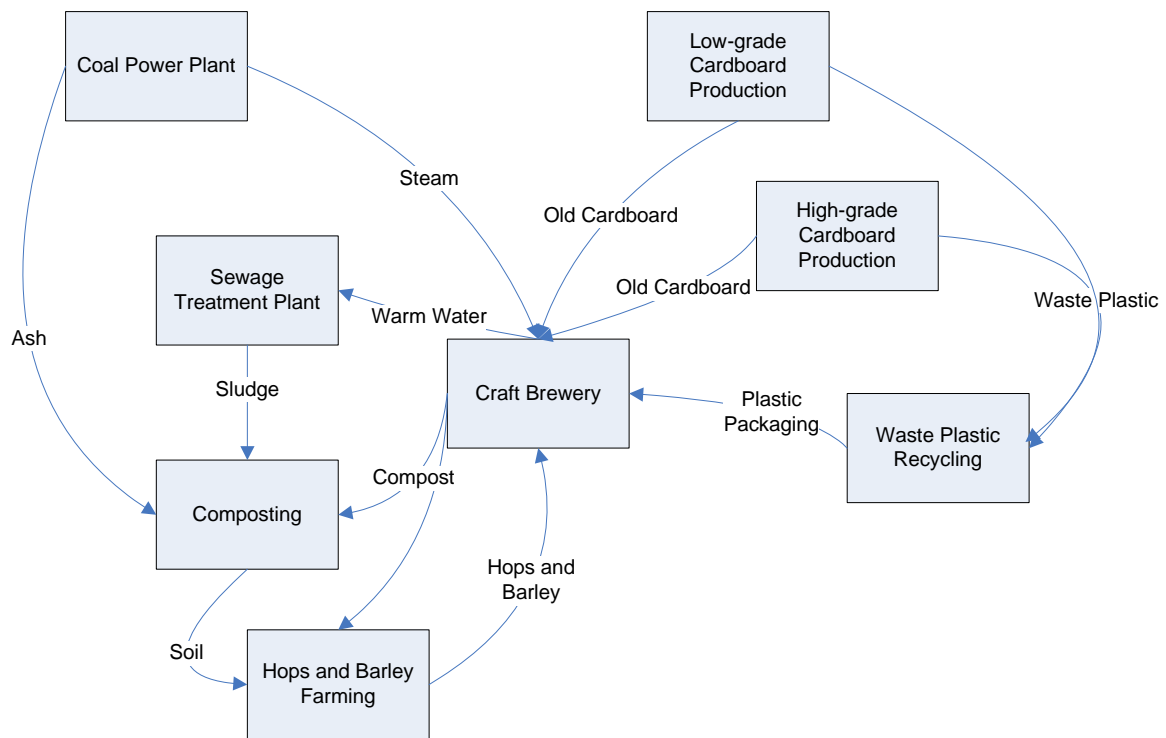 Coal Power Plant
Low-grade
Cardboard
Production
Steam
Old Cardboard
High-grade
Cardboard
Production
Sewage
Treatment Plant
Old Cardboard
Waste Plastic
Warm Water
Ash
Sludge
Craft Brewery
Plastic
Packaging
Waste Plastic
Recycling
Compost
Composting
Hops and
Barley
Soil
Hops and Barley
Farming